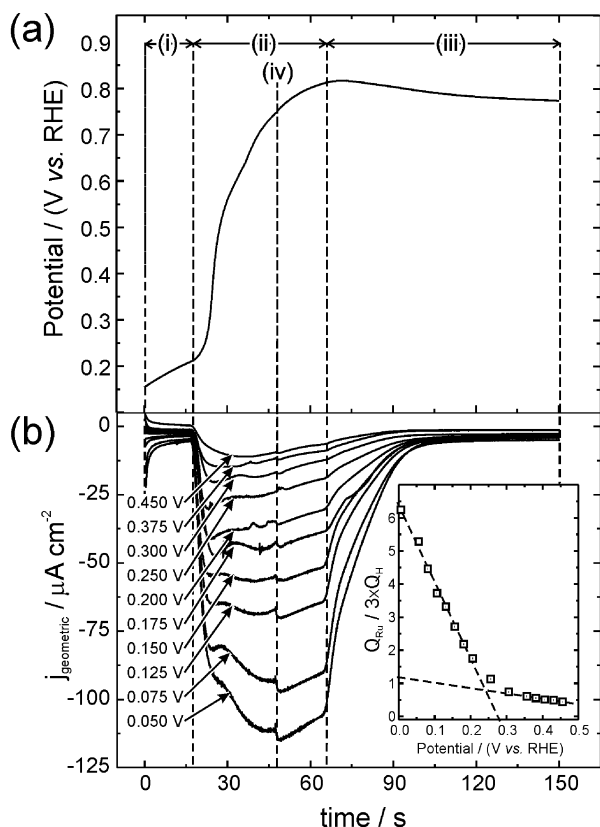 (a)
0.9
0.8
0.7
0.6
0.5
0.4
0.3
0.2
Potential / (V vs. RHE)
(i)
(ii)
(iii)
(iv)
(b)
0
-25
-50
-75
-100
-125
jgeometric / μA cm-2
0.450 V
0.375 V
0.300 V
0.250 V
0.200 V
0.175 V
0.150 V
0.125 V
0.075 V
0.050 V
6
5
4
3
2
1
0
QRu / 3xQH
0.0 0.1 0.2 0.3 0.4 0.5
Potential / (V vs. RHE)
0 30 60 90 120 150
time / s